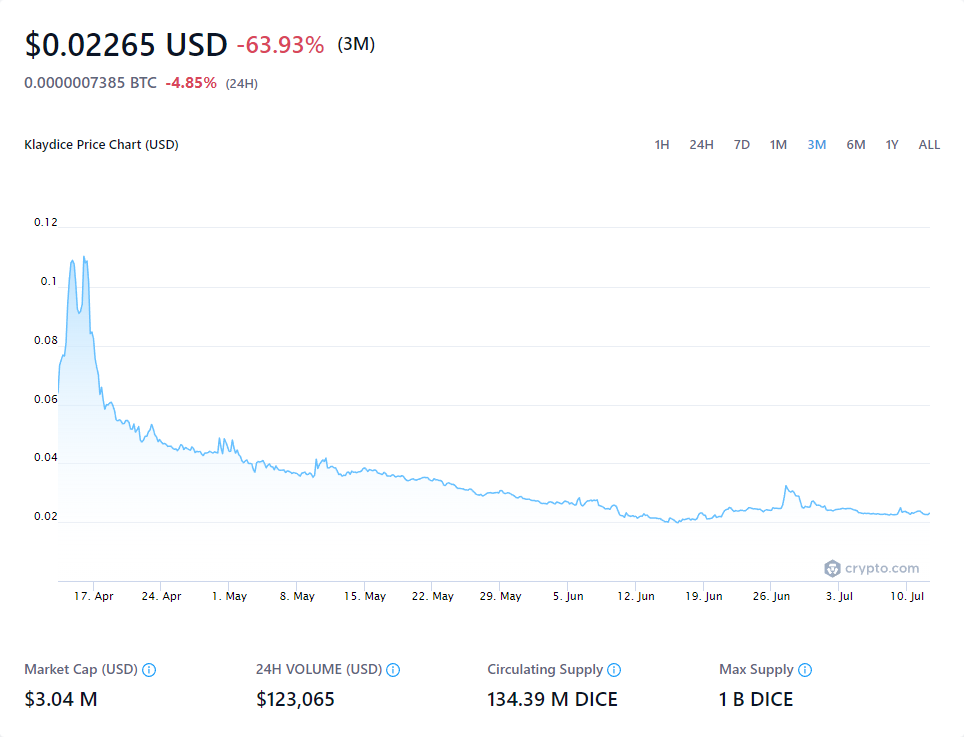 $0.02265 USD -63.93% (3M)
0.0000007385 BTC -4.85% (24H)
Klaydice Price Chart (USD) 1H 24H 7D 1M 3M 6M 1Y ALL
0.12
0.1
0.08
0.06
0.04
0.02
crypto.com
17. Apr 24. Apr 1. May 8. May 15. May 22. May 29. May 5. Jun 12. Jun 19. Jun 26. Jun 3. Jul 10. Jul
Market Cap (USD) 24H VOLUME (USD) Circulating Supply Max Supply
$3.04 M $123,065 134.39 M DICE 1 B DICE